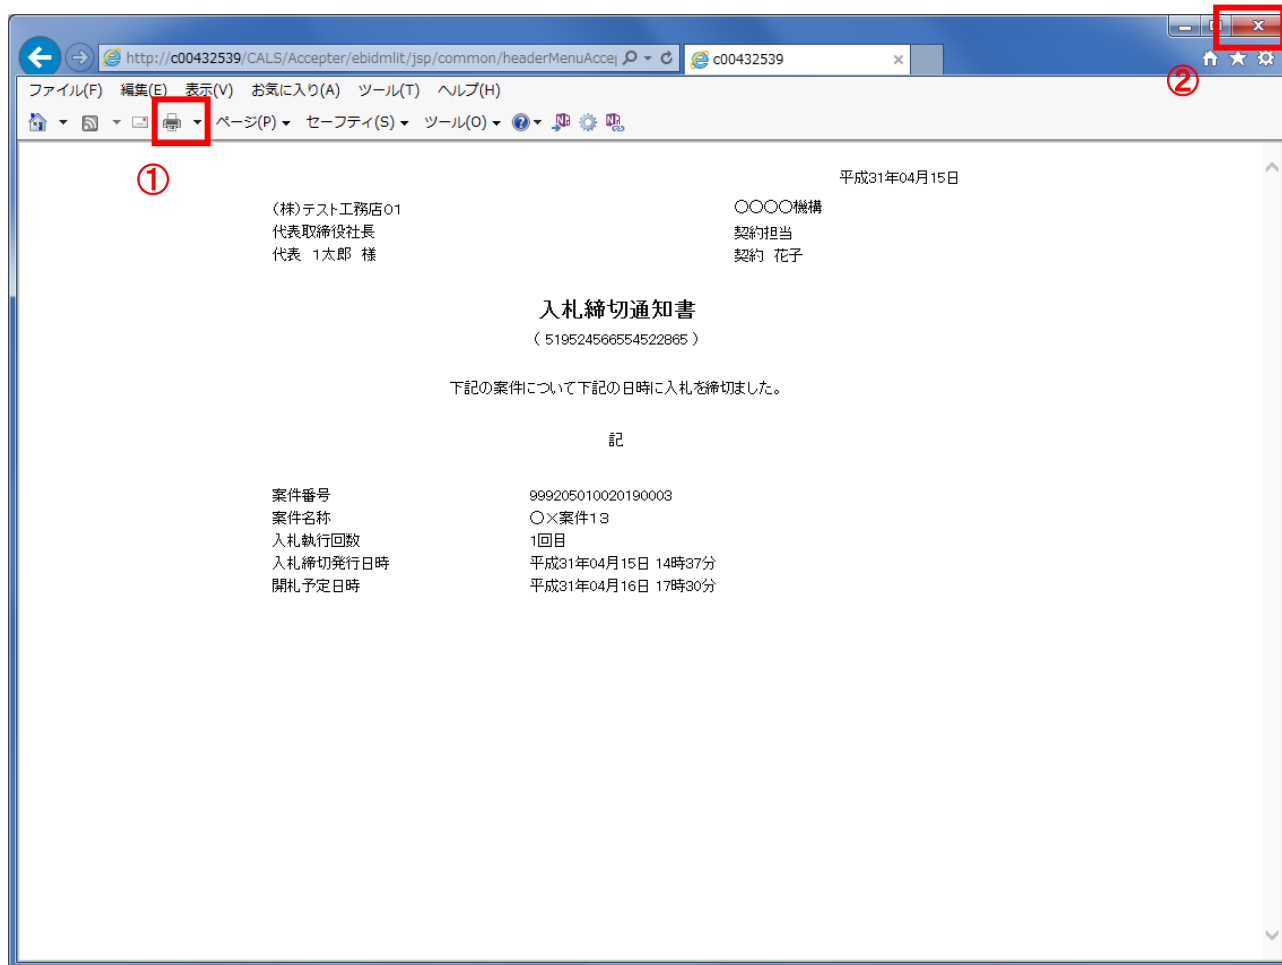 ②
http://c00432539/CALS/Accepter/ebidmlit/jsp/common/headerMenuAccep
c00432539
ファイル(F) 編集(E) 表示(V) お気に入り(A) ツール(T) ヘルプ(H)
ページ(P) セーフティ(S) ツール(O)
①
平成31年04月15日
(株)テスト工務店01 〇〇〇〇機構
代表取締役社長 契約担当
代表 1太郎 様 契約 花子
入札締切通知書
( 519524566554522865 )
下記の案件について下記の日時に入札を締切ました。
記
案件番号 999205010020190003
案件名称 〇×案件13
入札執行回数 1回目
入札締切発行日時 平成31年04月15日 14時37分
開札予定日時 平成31年04月16日 17時30分